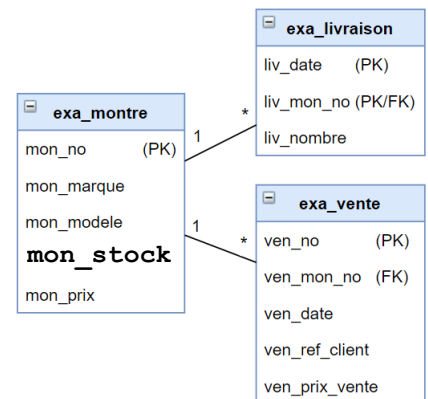 exa_livraison
liv_date (PK)
liv_mon_no (PK/FK)
liv_nombre
exa_montre
mon_no (PK)
mon_marque
mon_modele
mon_stock
mon_prix
1
*
1
*
exa_vente
ven_no (PK)
ven_mon_no (FK)
ven_date
ven_ref_client
ven_prix_vente